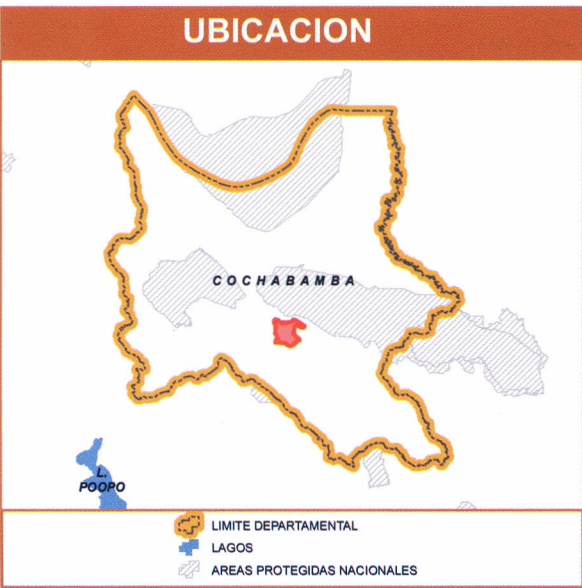 UBICACION
COCHABAMBA
L.
POOPO
LIMITE DEPARTAMENTAL
LAGOS
AREAS PROTEGIDAS NACIONALES